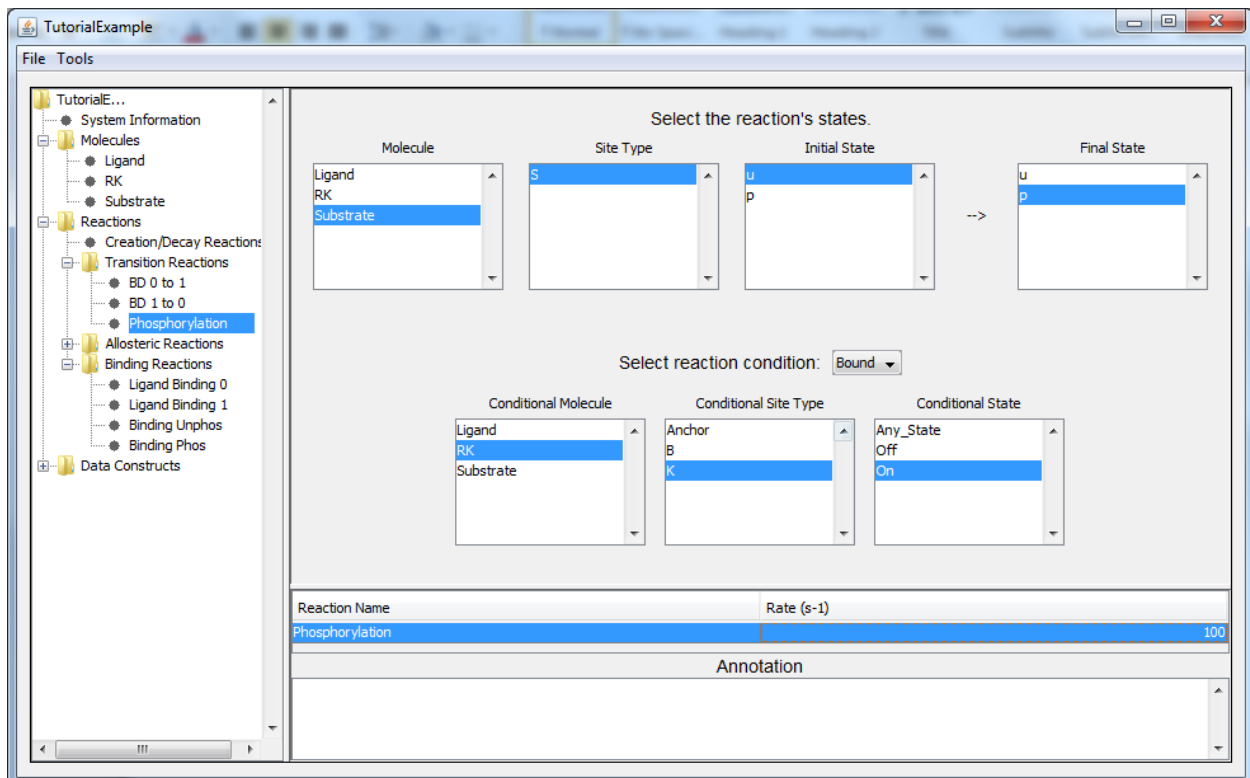 TutorialExample
File Tools
TutorialE...
System Information
Molecules
Ligand
RK
Substrate
Reactions
Creation/Decay Reactions
Transition Reactions
BD 0 to 1
BD 1 to 0
Phosphorylation
Allosteric Reactions
Binding Reactions
Ligand Binding 0
Ligand Binding 1
Binding Unphos
Binding Phos
Data Constructs
Select the reaction's states.
Molecule Site Type Initial State Final State
Ligand S u u
RK p p
Substrate -->
Select reaction condition: Bound
Conditional Molecule Conditional Site Type Conditional State
Ligand Anchor Any_State
RK B Off
Substrate K On
Reaction Name Rate (s-1)
Phosphorylation 100
Annotation